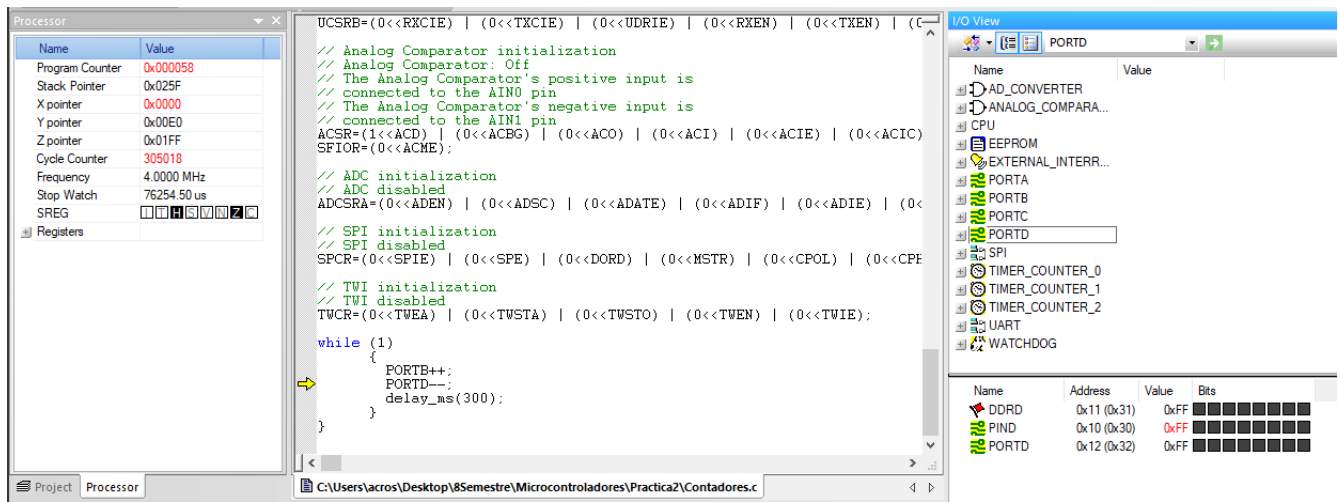 Processor
Name Value
Program Counter 0x000058
Stack Pointer 0x025F
X pointer 0x0000
Y pointer 0x00E0
Z pointer 0x01FF
Cycle Counter 305018
Frequency 4.0000 MHz
Stop Watch 76254.50 us
SREG I T H S V N Z C
Registers
Project Processor
UCSRB=(0<<RXCIE) | (0<<TXCIE) | (0<<UDRIE) | (0<<RXEN) | (0<<TXEN) | (
// Analog Comparator initialization
// Analog Comparator: Off
// The Analog Comparator's positive input is
// connected to the AIN0 pin
// The Analog Comparator's negative input is
// connected to the AIN1 pin
ACSR=(1<<ACD) | (0<<ACBG) | (0<<ACO) | (0<<ACI) | (0<<ACIE) | (0<<ACIC)
SFIOR=(0<<ACME);
// ADC initialization
// ADC disabled
ADCSRA=(0<<ADEN) | (0<<ADSC) | (0<<ADATE) | (0<<ADIF) | (0<<ADIE) | (0<
// SPI initialization
// SPI disabled
SPCR=(0<<SPIE) | (0<<SPE) | (0<<DORD) | (0<<MSTR) | (0<<CPOL) | (0<<CPH
// TWI initialization
// TWI disabled
TWCR=(0<<TWEA) | (0<<TWSTA) | (0<<TWSTO) | (0<<TWEN) | (0<<TWIE);
while (1)
{
PORTB++;
PORTD--;
delay_ms(300);
}
}
C:\Users\acros\Desktop\8Semestre\Microcontroladores\Practica2\Contadores.c
I/O View
PORTD
Name Value
AD_CONVERTER
ANALOG_COMPARA...
CPU
EEPROM
EXTERNAL_INTERR...
PORTA
PORTB
PORTC
PORTD
SPI
TIMER_COUNTER_0
TIMER_COUNTER_1
TIMER_COUNTER_2
UART
WATCHDOG
Name Address Value Bits
DDRD 0x11 (0x31) 0xFF
PIND 0x10 (0x30) 0xFF
PORTD 0x12 (0x32) 0xFF